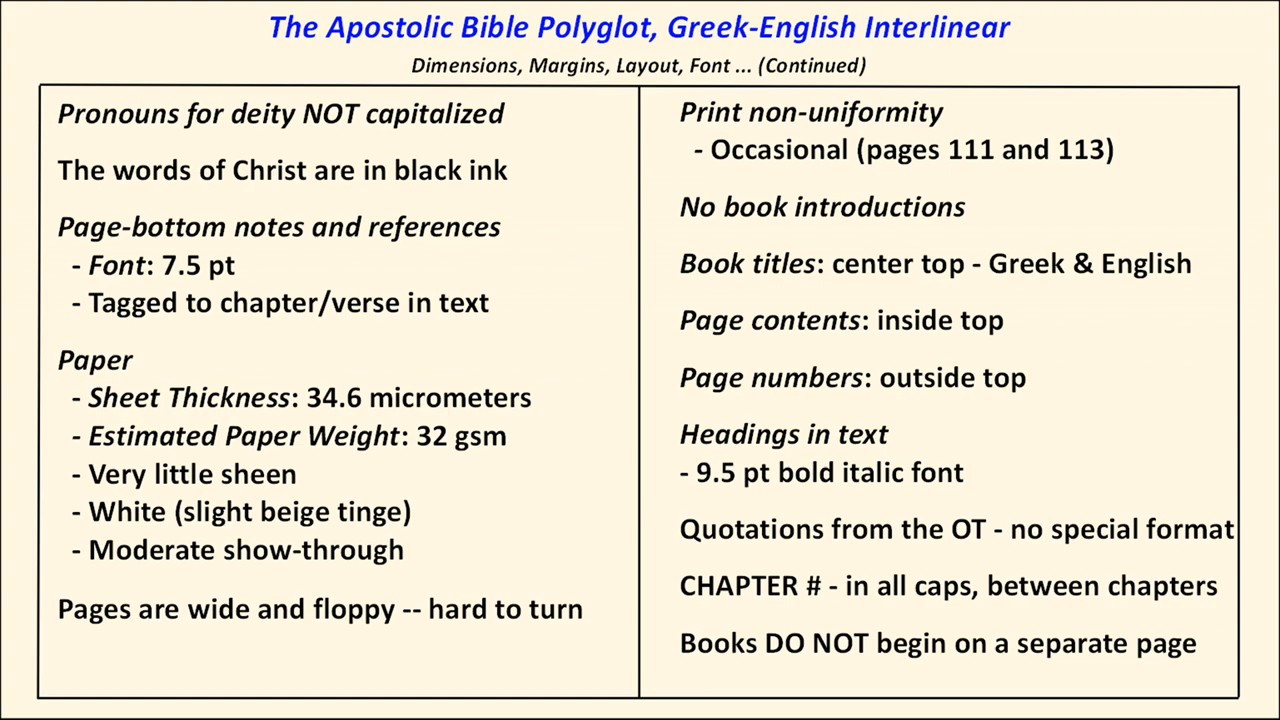 The Apostolic Bible Polyglot, Greek-English Interlinear
Dimensions, Margins, Layout, Font ... (Continued)
Pronouns for deity NOT capitalized
The words of Christ are in black ink
Page-bottom notes and references
- Font: 7.5 pt
- Tagged to chapter/verse in text
Paper
- Sheet Thickness: 34.6 micrometers
- Estimated Paper Weight: 32 gsm
- Very little sheen
- White (slight beige tinge)
- Moderate show-through
Pages are wide and floppy -- hard to turn
Print non-uniformity
- Occasional (pages 111 and 113)
No book introductions
Book titles: center top - Greek & English
Page contents: inside top
Page numbers: outside top
Headings in text
- 9.5 pt bold italic font
Quotations from the OT - no special format
CHAPTER # - in all caps, between chapters
Books DO NOT begin on a separate page